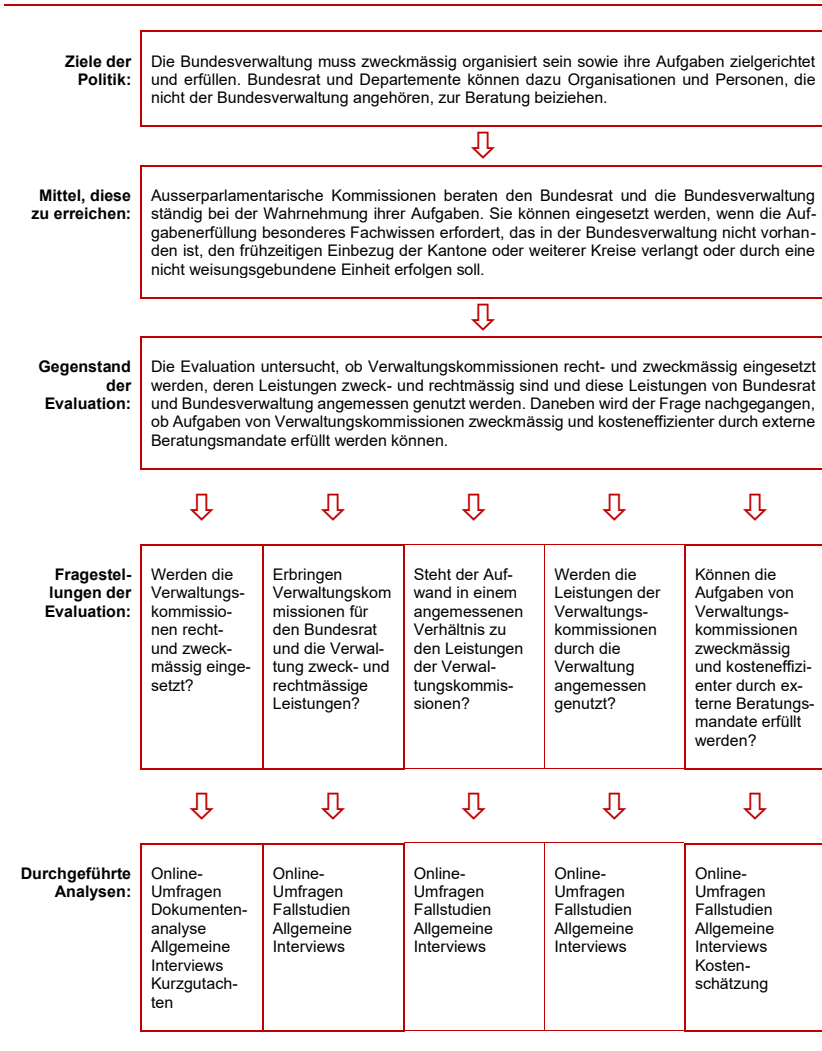 Ziele der
Politik:
Die Bundesverwaltung muss zweckmässig organisiert sein sowie ihre Aufgaben zielgerichtet
und erfüllen. Bundesrat und Departemente können dazu Organisationen und Personen, die
nicht der Bundesverwaltung angehören, zur Beratung beiziehen.
Mittel, diese
zu erreichen:
Ausserparlamentarische Kommissionen beraten den Bundesrat und die Bundesverwaltung
ständig bei der Wahrnehmung ihrer Aufgaben. Sie können eingesetzt werden, wenn die Auf-
gabenerfüllung besonderes Fachwissen erfordert, das in der Bundesverwaltung nicht vorhan-
den ist, den frühzeitigen Einbezug der Kantone oder weiterer Kreise verlangt oder durch eine
nicht weisungsgebundene Einheit erfolgen soll.
Gegenstand
der
Evaluation:
Die Evaluation untersucht, ob Verwaltungskommissionen recht- und zweckmässig eingesetzt
werden, deren Leistungen zweck- und rechtmässig sind und diese Leistungen von Bundesrat
und Bundesverwaltung angemessen genutzt werden. Daneben wird der Frage nachgegangen,
ob Aufgaben von Verwaltungskommissionen zweckmässig und kosteneffizienter durch externe
Beratungsmandate erfüllt werden können.
Fragestel-
lungen der
Evaluation:
Werden die
Verwaltungs-
kommissio-
nen recht-
und zweck-
mässig einge-
setzt?
Erbringen
Verwaltungskom
missionen für
den Bundesrat
und die Verwal-
tung zweck- und
rechtmässige
Leistungen?
Steht der Auf-
wand in einem
angemessenen
Verhältnis zu
den Leistungen
der Verwal-
tungskommis-
sionen?
Werden die
Leistungen der
Verwaltungs-
kommissionen
durch die
Verwaltung
angemessen
genutzt?
Können die
Aufgaben von
Verwaltungs-
kommissionen
zweckmässig
und kosteneffizi-
enter durch ex-
terne Beratungs-
mandate erfüllt
werden?
Durchgeführte
Analysen:
Online-
Umfragen
Dokumenten-
analyse
Allgemeine
Interviews
Kurzgutach-
ten
Online-
Umfragen
Fallstudien
Allgemeine
Interviews
Online-
Umfragen
Fallstudien
Allgemeine
Interviews
Online-
Umfragen
Fallstudien
Allgemeine
Interviews
Online-
Umfragen
Fallstudien
Allgemeine
Interviews
Kosten-
schätzung